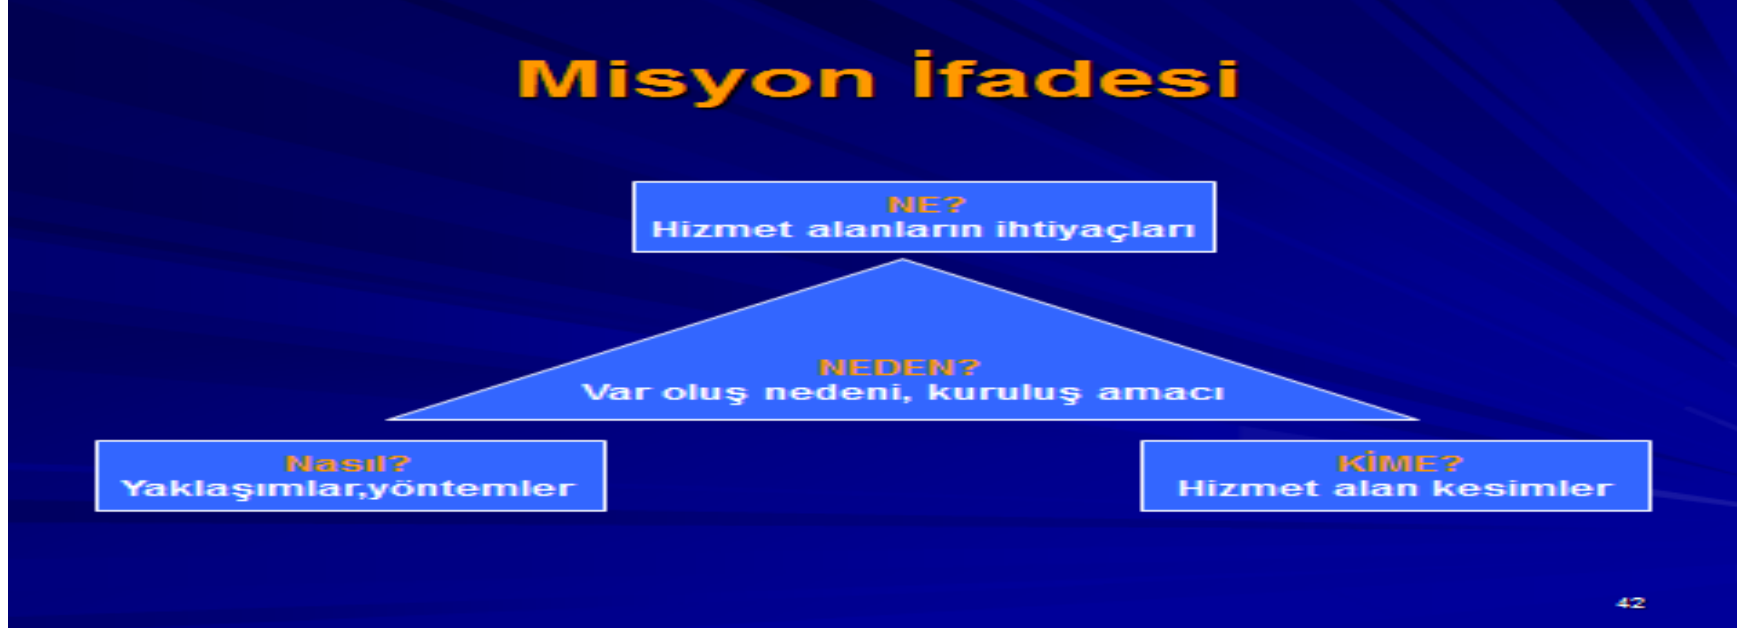 Misyon İfadesi
NE?
Hizmet alanların ihtiyaçları
NEDEN?
Var oluş nedeni, kuruluş amacı
Nasıl?
Yaklaşımlar,yöntemler
KİME?
Hizmet alan kesimler
42